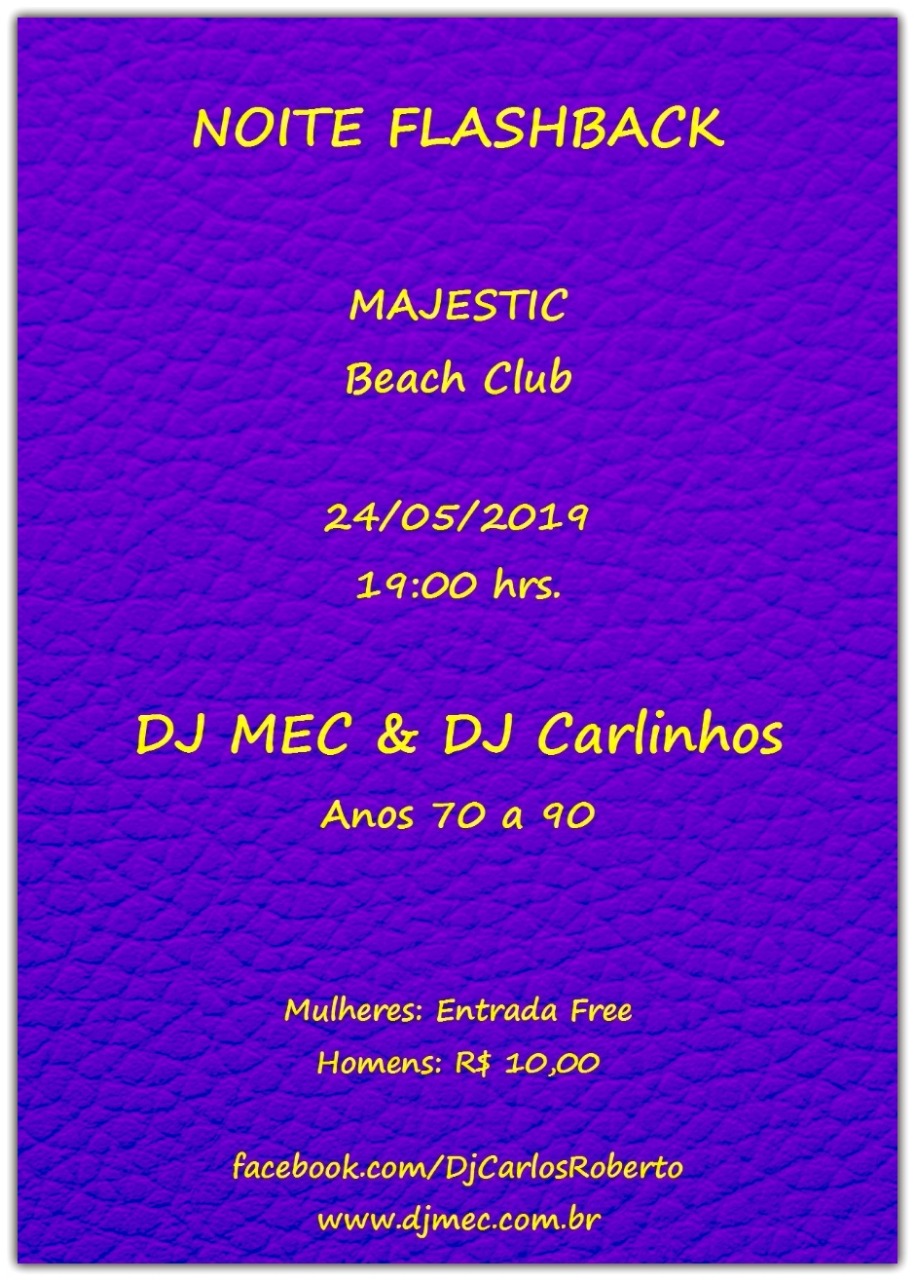 NOITE FLASHBACK
MAJESTIC
Beach Club
24/05/2019
19:00 hrs.
DJ MEC & DJ Carlinhos
Anos 70 a 90
Mulheres: Entrada Free
Homens: R$ 10,00
facebook.com/DjCarlosRoberto
www.djmec.com.br